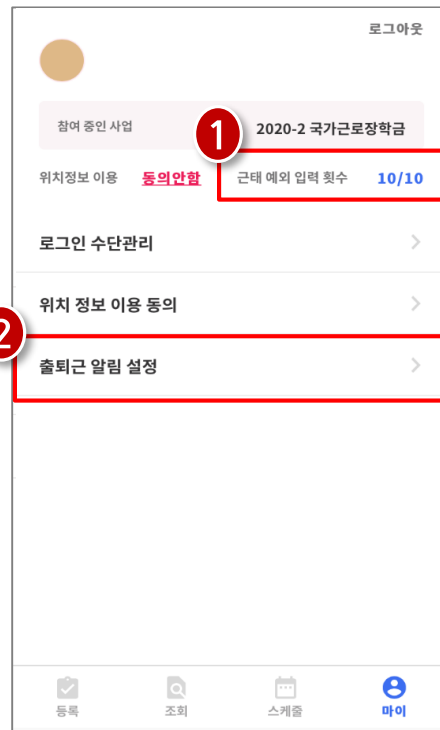 로그아웃
참여 중인 사업 2020-2 국가근로장학금
1
위치정보 이용 동의안함 근태 예외 입력 횟수 10/10
로그인 수단관리
위치 정보 이용 동의
2
출퇴근 알림 설정
등록 조회 스케줄 마이